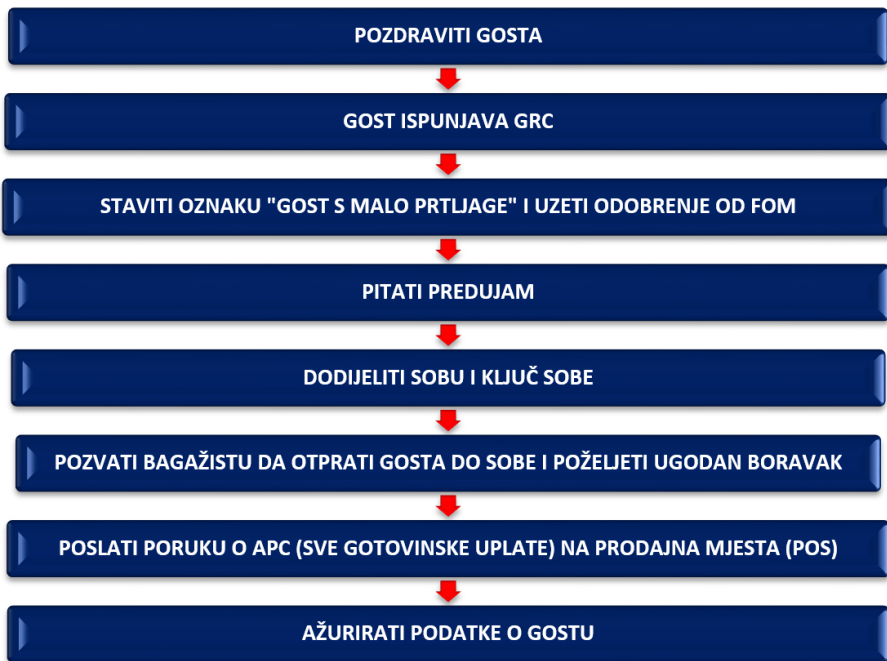 POZDRAVITI GOSTA
GOST ISPUNJAVA GRC
STAVITI OZNAKU "GOST S MALO PRTLJAGE" I UZETI ODOBRENJE OD FOM
PITATI PREDUJAM
DODIJELITI SOBU I KLJUČ SOBE
POZVATI BAGAŽISTU DA OTPRATI GOSTA DO SOBE I POŽELJETI UGODAN BORAVAK
POSLATI PORUKU O APC (SVE GOTOVINSKE UPLATE) NA PRODAJNA MJESTA (POS)
AŽURIRATI PODATKE O GOSTU